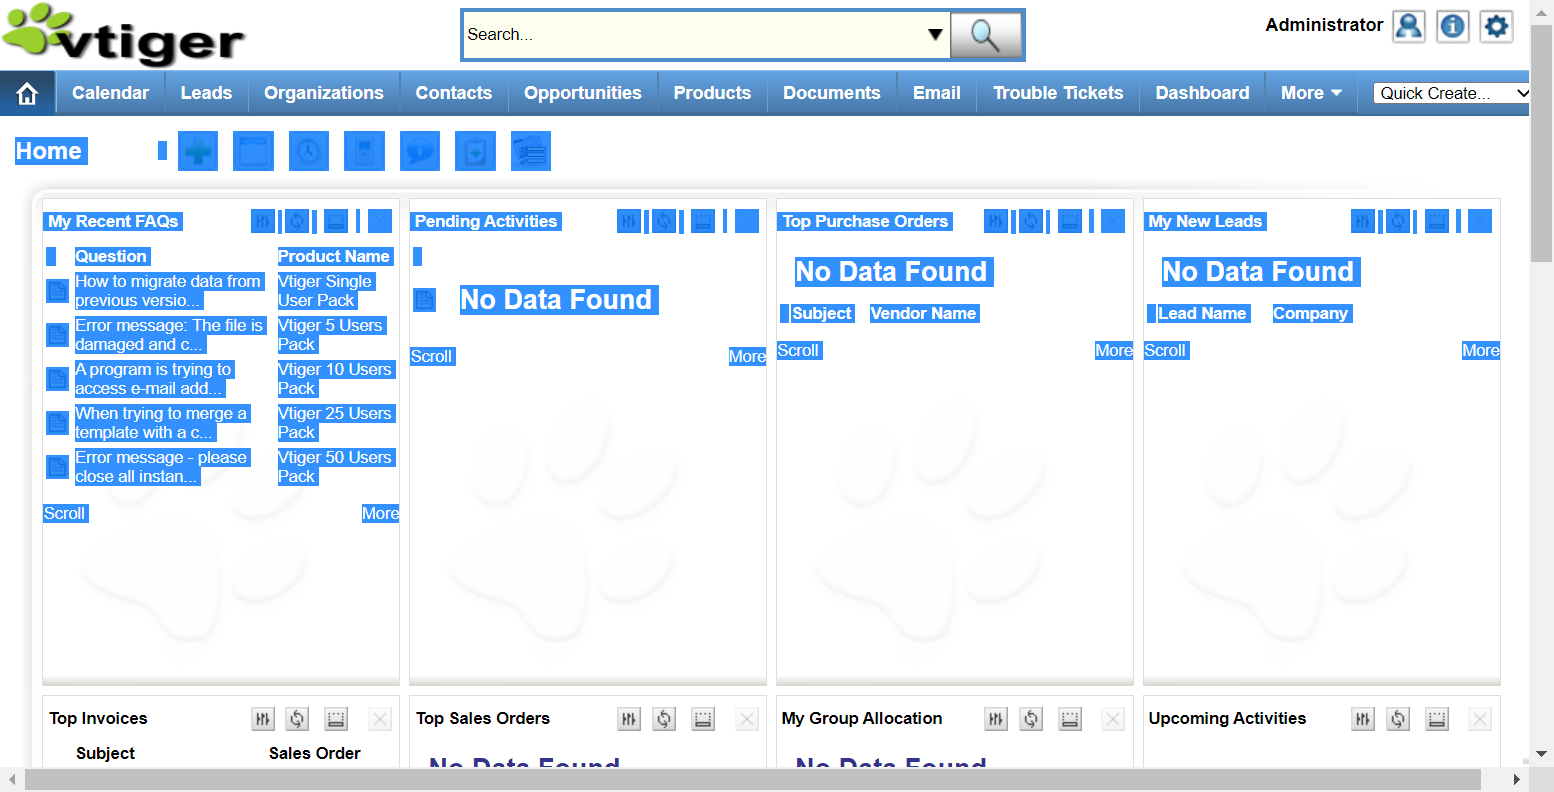 vtiger
Search...
Administrator
Calendar Leads Organizations Contacts Opportunities Products Documents Email Trouble Tickets Dashboard More Quick Create...
Home
My Recent FAQs
Question Product Name
How to migrate data from previous versio... Vtiger Single User Pack
Error message: The file is damaged and c... Vtiger 5 Users Pack
A program is trying to access e-mail add... Vtiger 10 Users Pack
When trying to merge a template with a c... Vtiger 25 Users Pack
Error message - please close all instan... Vtiger 50 Users Pack
Scroll More
Pending Activities
No Data Found
Scroll More
Top Purchase Orders
No Data Found
Subject Vendor Name
Scroll More
My New Leads
No Data Found
Lead Name Company
Scroll More
Top Invoices
Subject Sales Order
Top Sales Orders
No Data Found
My Group Allocation
No Data Found
Upcoming Activities